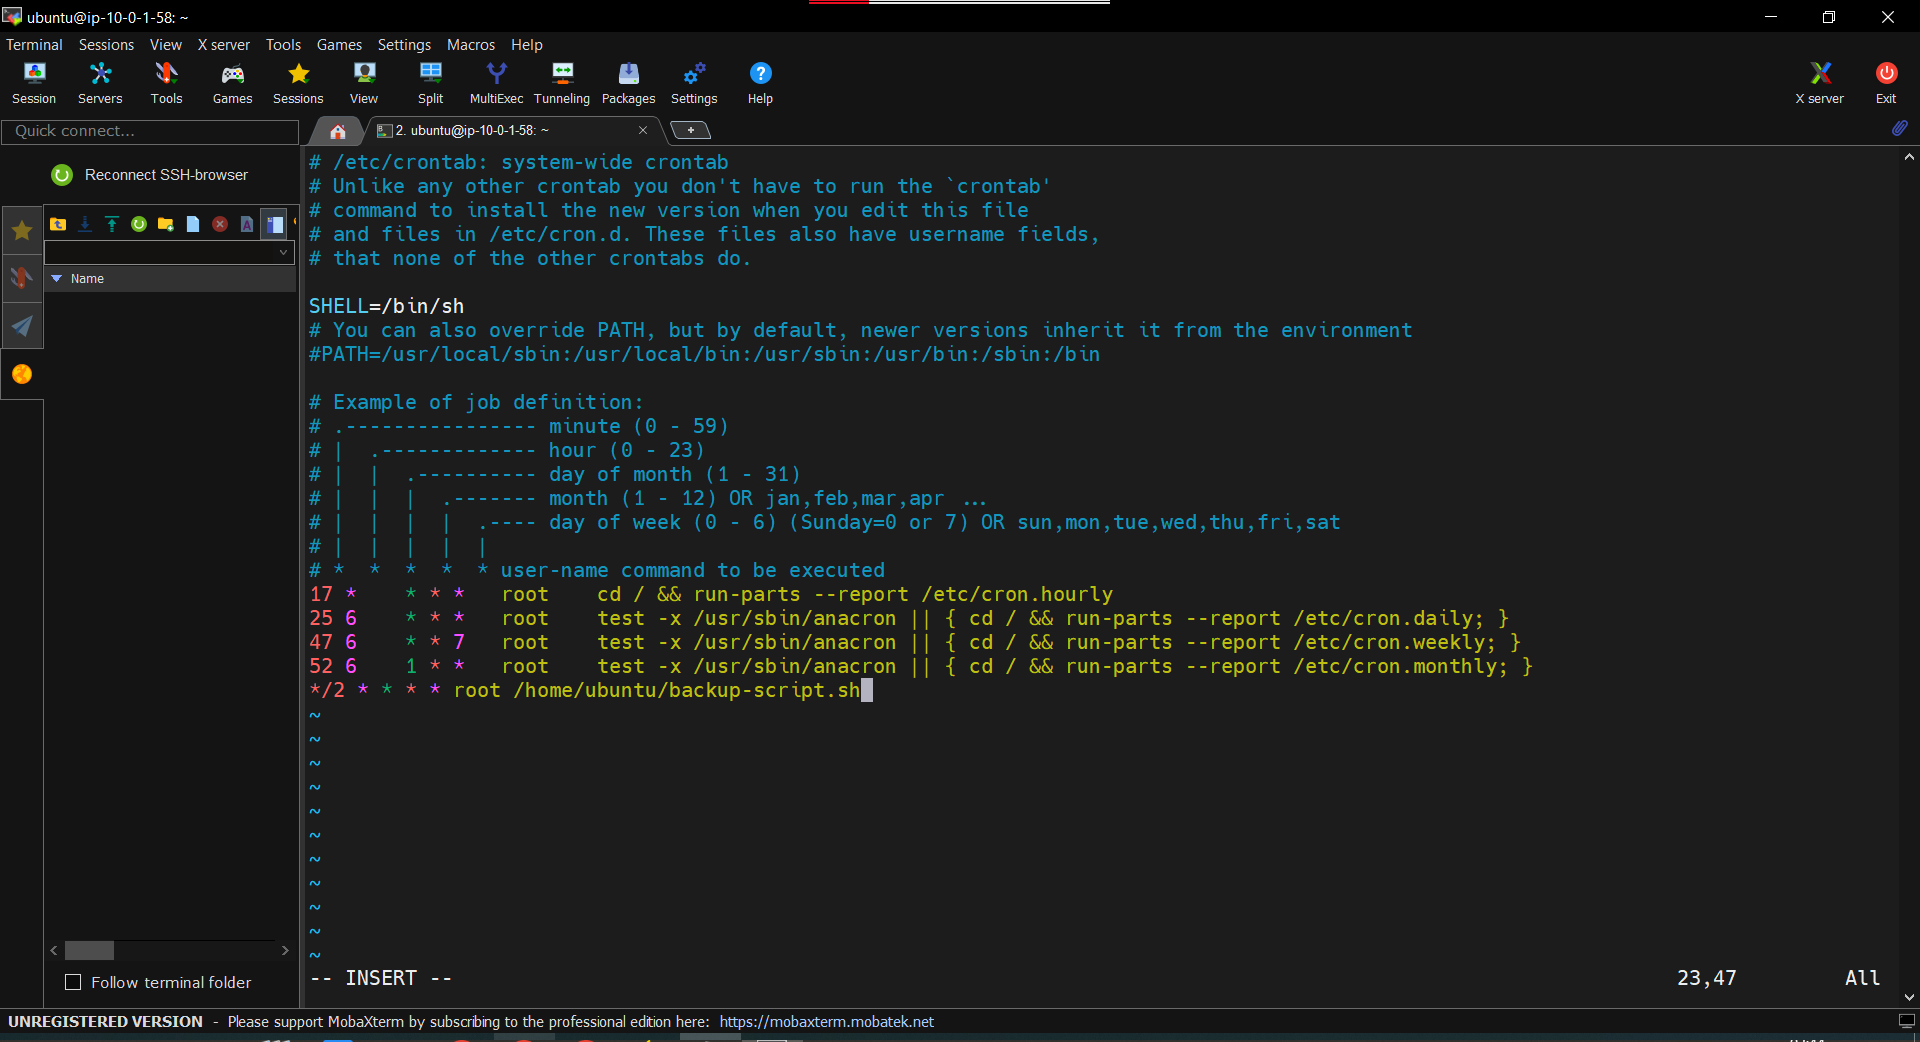 ubuntu@ip-10-0-1-58: ~
Terminal Sessions View X server Tools Games Settings Macros Help
Session Servers Tools Games Sessions View Split MultiExec Tunneling Packages Settings Help X server Exit
Quick connect...
2. ubuntu@ip-10-0-1-58: ~
Reconnect SSH-browser
Name
# /etc/crontab: system-wide crontab
# Unlike any other crontab you don't have to run the `crontab'
# command to install the new version when you edit this file
# and files in /etc/cron.d. These files also have username fields,
# that none of the other crontabs do.
SHELL=/bin/sh
# You can also override PATH, but by default, newer versions inherit it from the environment
#PATH=/usr/local/sbin:/usr/local/bin:/usr/sbin:/usr/bin:/sbin:/bin
# Example of job definition:
# .---------------- minute (0 - 59)
# |  .------------- hour (0 - 23)
# |  |  .---------- day of month (1 - 31)
# |  |  |  .------- month (1 - 12) OR jan,feb,mar,apr ...
# |  |  |  |  .---- day of week (0 - 6) (Sunday=0 or 7) OR sun,mon,tue,wed,thu,fri,sat
# |  |  |  |  |
# *  *  *  *  * user-name command to be executed
17 *    * * *   root    cd / && run-parts --report /etc/cron.hourly
25 6    * * *   root    test -x /usr/sbin/anacron || { cd / && run-parts --report /etc/cron.daily; }
47 6    * * 7   root    test -x /usr/sbin/anacron || { cd / && run-parts --report /etc/cron.weekly; }
52 6    1 * *   root    test -x /usr/sbin/anacron || { cd / && run-parts --report /etc/cron.monthly; }
*/2 * * * * root /home/ubuntu/backup-script.sh
~
~
~
~
~
~
~
~
~
~
~
-- INSERT -- 23,47 All
Follow terminal folder
UNREGISTERED VERSION - Please support MobaXterm by subscribing to the professional edition here: https://mobaxterm.mobatek.net